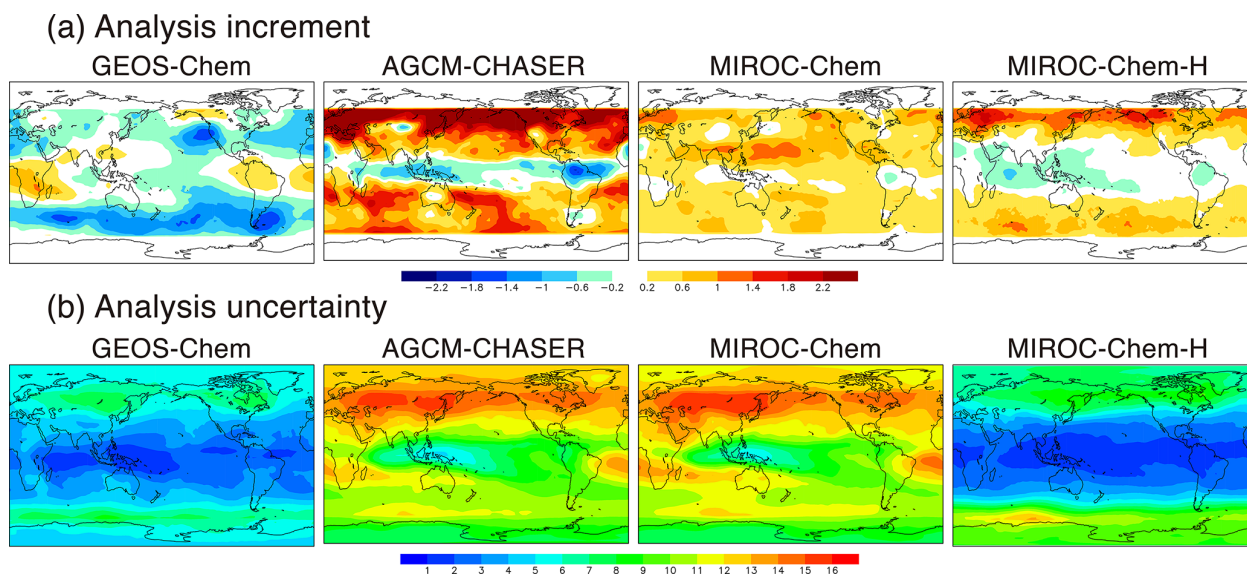 (a) Analysis increment
GEOS-Chem AGCM-CHASER MIROC-Chem MIROC-Chem-H
−2.2 −1.8 −1.4 −1 −0.6 −0.2 0.2 0.6 1 1.4 1.8 2.2
(b) Analysis uncertainty
GEOS-Chem AGCM-CHASER MIROC-Chem MIROC-Chem-H
1 2 3 4 5 6 7 8 9 10 11 12 13 14 15 16